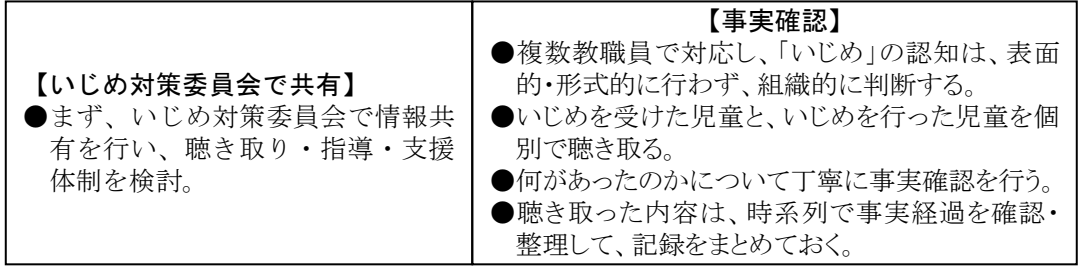 【いじめ対策委員会で共有】
●まず、いじめ対策委員会で情報共
有を行い、聴き取り・指導・支援
体制を検討。
【事実確認】
●複数教職員で対応し、「いじめ」の認知は、表面
的・形式的に行わず、組織的に判断する。
●いじめを受けた児童と、いじめを行った児童を個
別で聴き取る。
●何があったのかについて丁寧に事実確認を行う。
●聴き取った内容は、時系列で事実経過を確認・
整理して、記録をまとめておく。